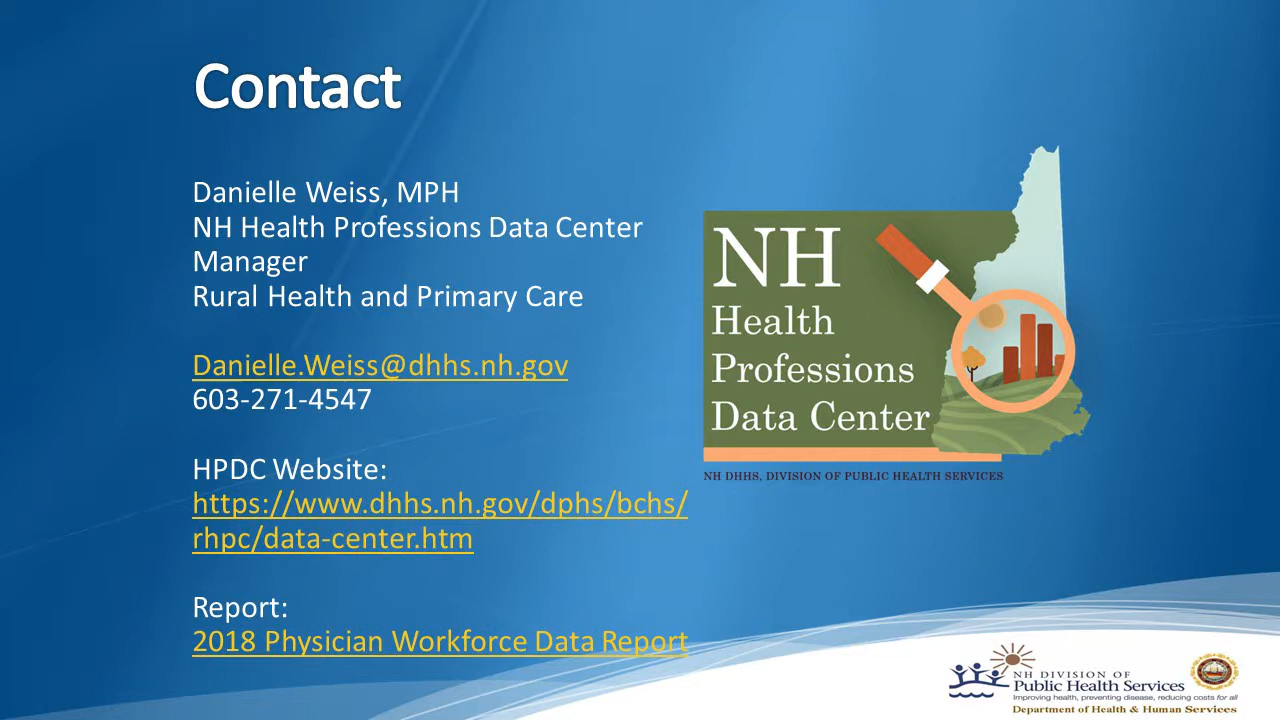 Contact
Danielle Weiss, MPH
NH Health Professions Data Center
Manager
Rural Health and Primary Care
Danielle.Weiss@dhhs.nh.gov
603-271-4547
HPDC Website:
https://www.dhhs.nh.gov/dphs/bchs/
rhpc/data-center.htm
Report:
2018 Physician Workforce Data Report
NH
Health
Professions
Data Center
NH DHHS, DIVISION OF PUBLIC HEALTH SERVICES
NH DIVISION OF
Public Health Services
Improving health, preventing disease, reducing costs for all
Department of Health & Human Services